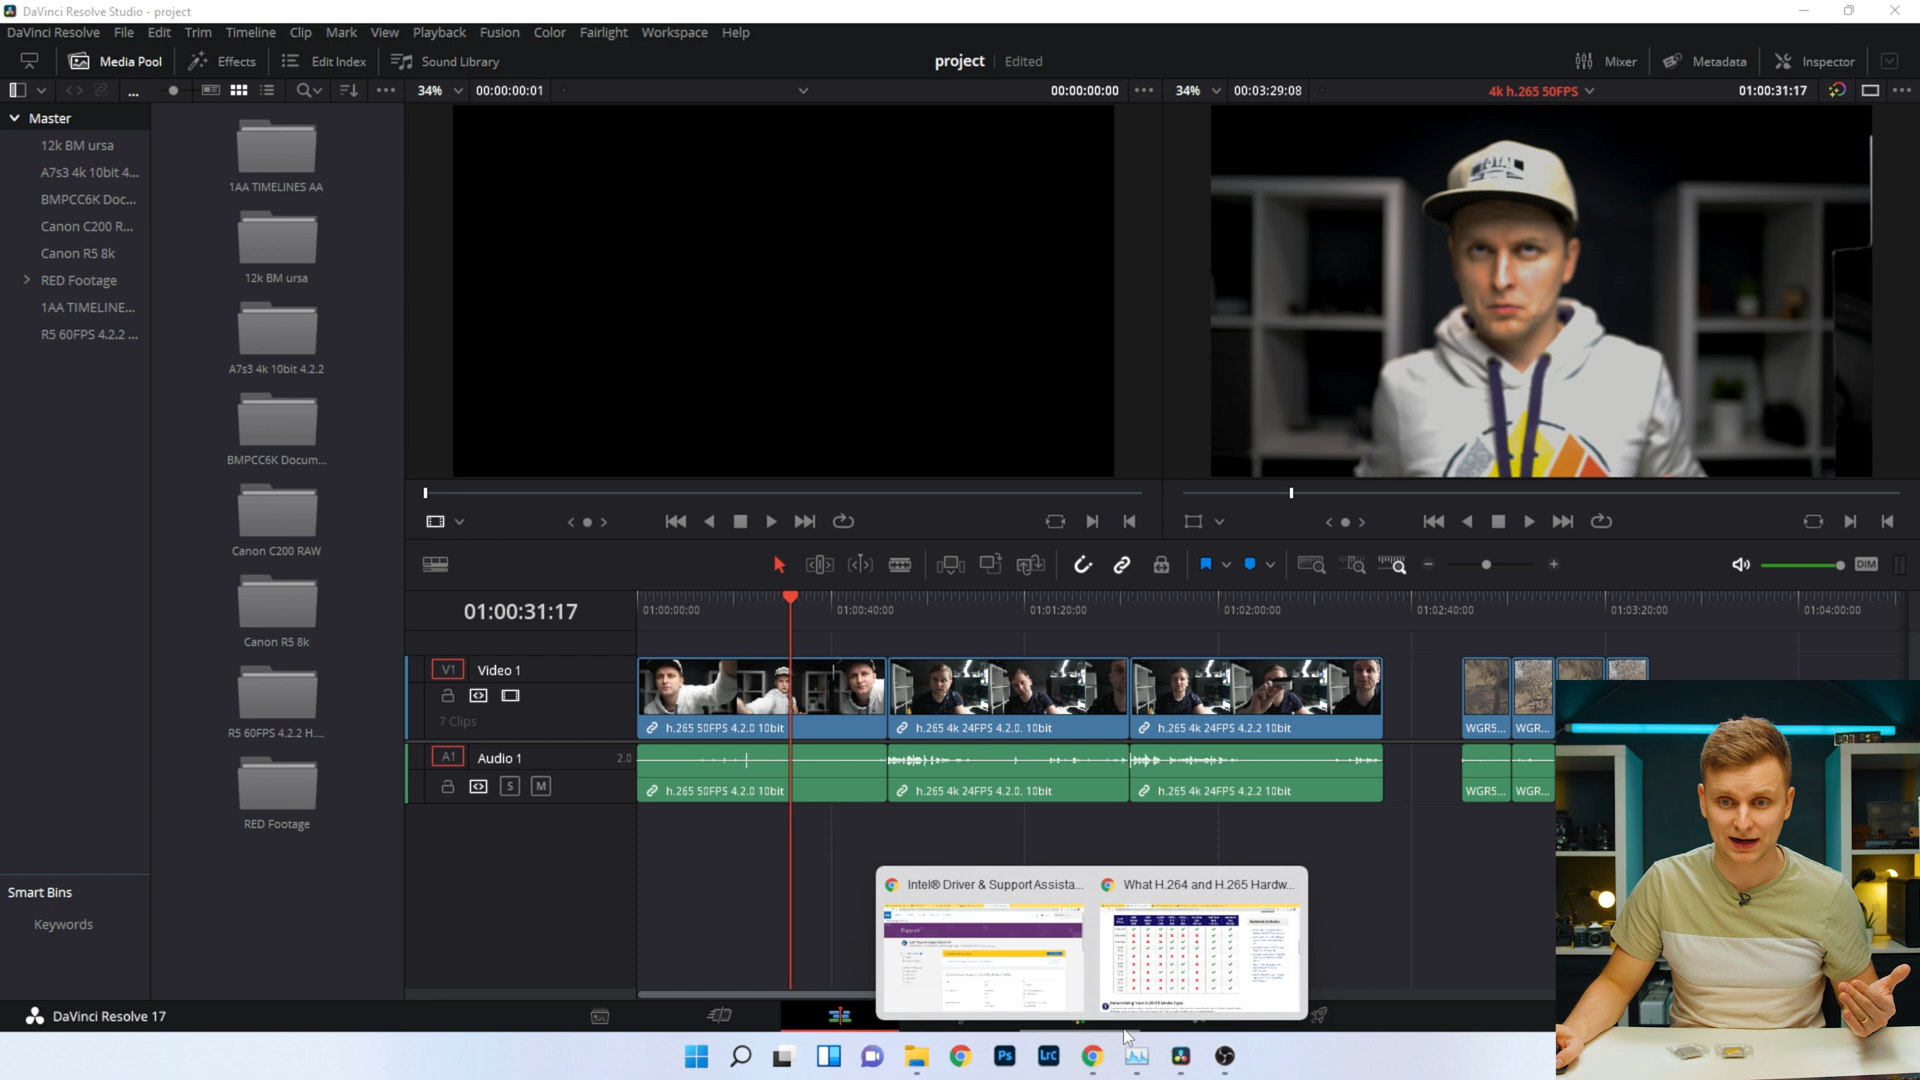 DaVinci Resolve Studio - project
DaVinci Resolve File Edit Trim Timeline Clip Mark View Playback Fusion Color Fairlight Workspace Help
Media Pool Effects Edit Index Sound Library project Edited Mixer Metadata Inspector
34% 00:00:00:01 00:00:00:00 34% 00:03:29:08 4k h.265 50FPS 01:00:31:17
Master
12k BM ursa
A7s3 4k 10bit 4...
BMPCC6K Doc...
Canon C200 R...
Canon R5 8k
RED Footage
1AA TIMELINE...
R5 60FPS 4.2.2 ...
1AA TIMELINES AA
12k BM ursa
A7s3 4k 10bit 4.2.2
BMPCC6K Docum...
Canon C200 RAW
Canon R5 8k
R5 60FPS 4.2.2 H....
RED Footage
Smart Bins
Keywords
DIM
01:00:31:17
01:00:00:00 01:00:40:00 01:01:20:00 01:02:00:00 01:02:40:00 01:03:20:00 01:04:00:00
V1 Video 1
7 Clips
h.265 50FPS 4.2.0 10bit h.265 4k 24FPS 4.2.0. 10bit h.265 4k 24FPS 4.2.2 10bit WGR5... WGR...
A1 Audio 1 2.0
S M
h.265 50FPS 4.2.0 10bit h.265 4k 24FPS 4.2.0. 10bit h.265 4k 24FPS 4.2.2 10bit WGR5... WGR...
Intel® Driver & Support Assista... What H.264 and H.265 Hardw...
Support
DaVinci Resolve 17
Ps LrC